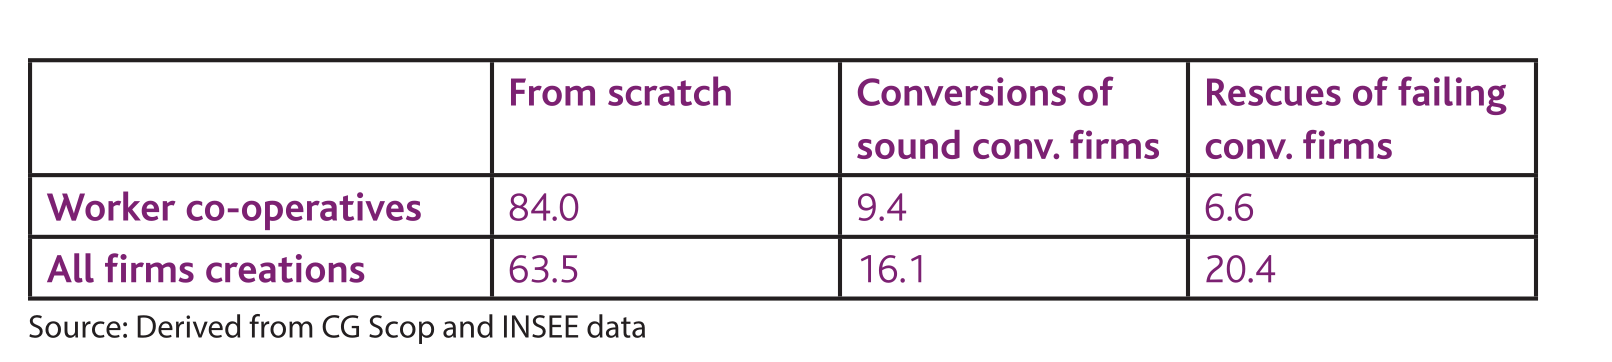 From scratch
Conversions of
sound conv. firms
Rescues of failing
conv. firms
Worker co-operatives 84.0 9.4 6.6
All firms creations 63.5 16.1 20.4
Source: Derived from CG Scop and INSEE data